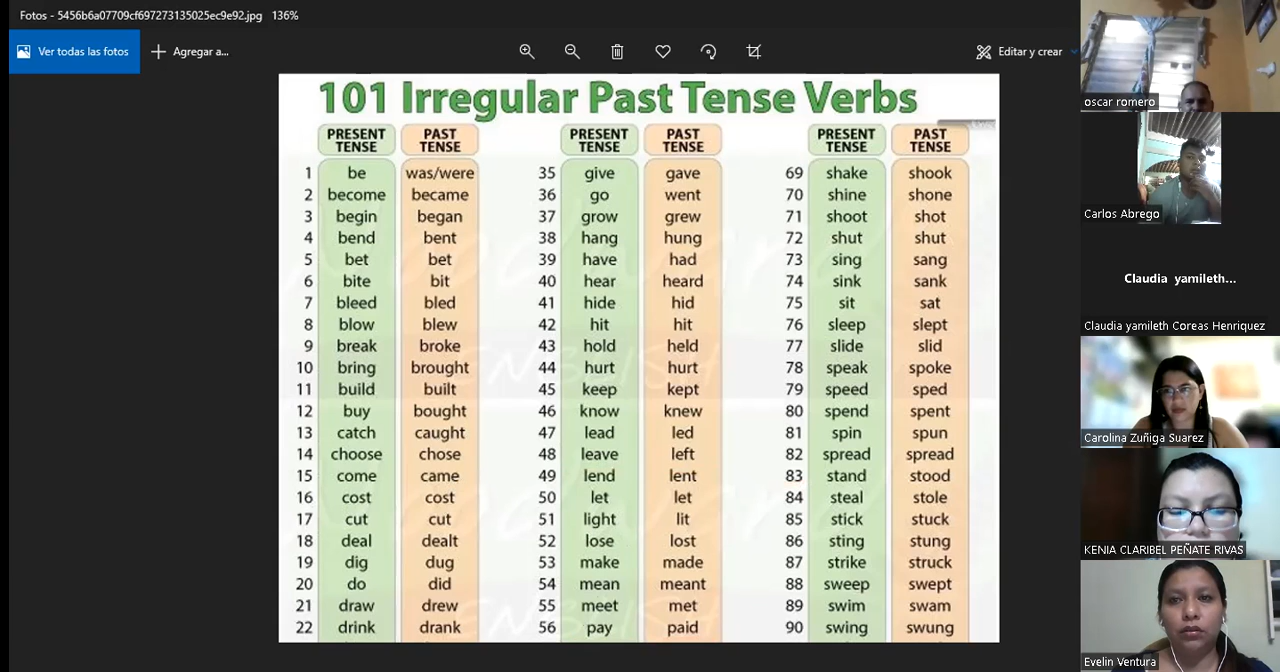 Fotos - 5456b6a07709cf697273135025ec9e92.jpg 136%
Ver todas las fotos Agregar a... Editar y crear
101 Irregular Past Tense Verbs
PRESENT TENSE PAST TENSE PRESENT TENSE PAST TENSE PRESENT TENSE PAST TENSE
1 be was/were 35 give gave 69 shake shook
2 become became 36 go went 70 shine shone
3 begin began 37 grow grew 71 shoot shot
4 bend bent 38 hang hung 72 shut shut
5 bet bet 39 have had 73 sing sang
6 bite bit 40 hear heard 74 sink sank
7 bleed bled 41 hide hid 75 sit sat
8 blow blew 42 hit hit 76 sleep slept
9 break broke 43 hold held 77 slide slid
10 bring brought 44 hurt hurt 78 speak spoke
11 build built 45 keep kept 79 speed sped
12 buy bought 46 know knew 80 spend spent
13 catch caught 47 lead led 81 spin spun
14 choose chose 48 leave left 82 spread spread
15 come came 49 lend lent 83 stand stood
16 cost cost 50 let let 84 steal stole
17 cut cut 51 light lit 85 stick stuck
18 deal dealt 52 lose lost 86 sting stung
19 dig dug 53 make made 87 strike struck
20 do did 54 mean meant 88 sweep swept
21 draw drew 55 meet met 89 swim swam
22 drink drank 56 pay paid 90 swing swung
oscar romero
Carlos Abrego
Claudia yamileth...
Claudia yamileth Coreas Henriquez
Carolina Zuñiga Suarez
KENIA CLARIBEL PEÑATE RIVAS
Evelin Ventura